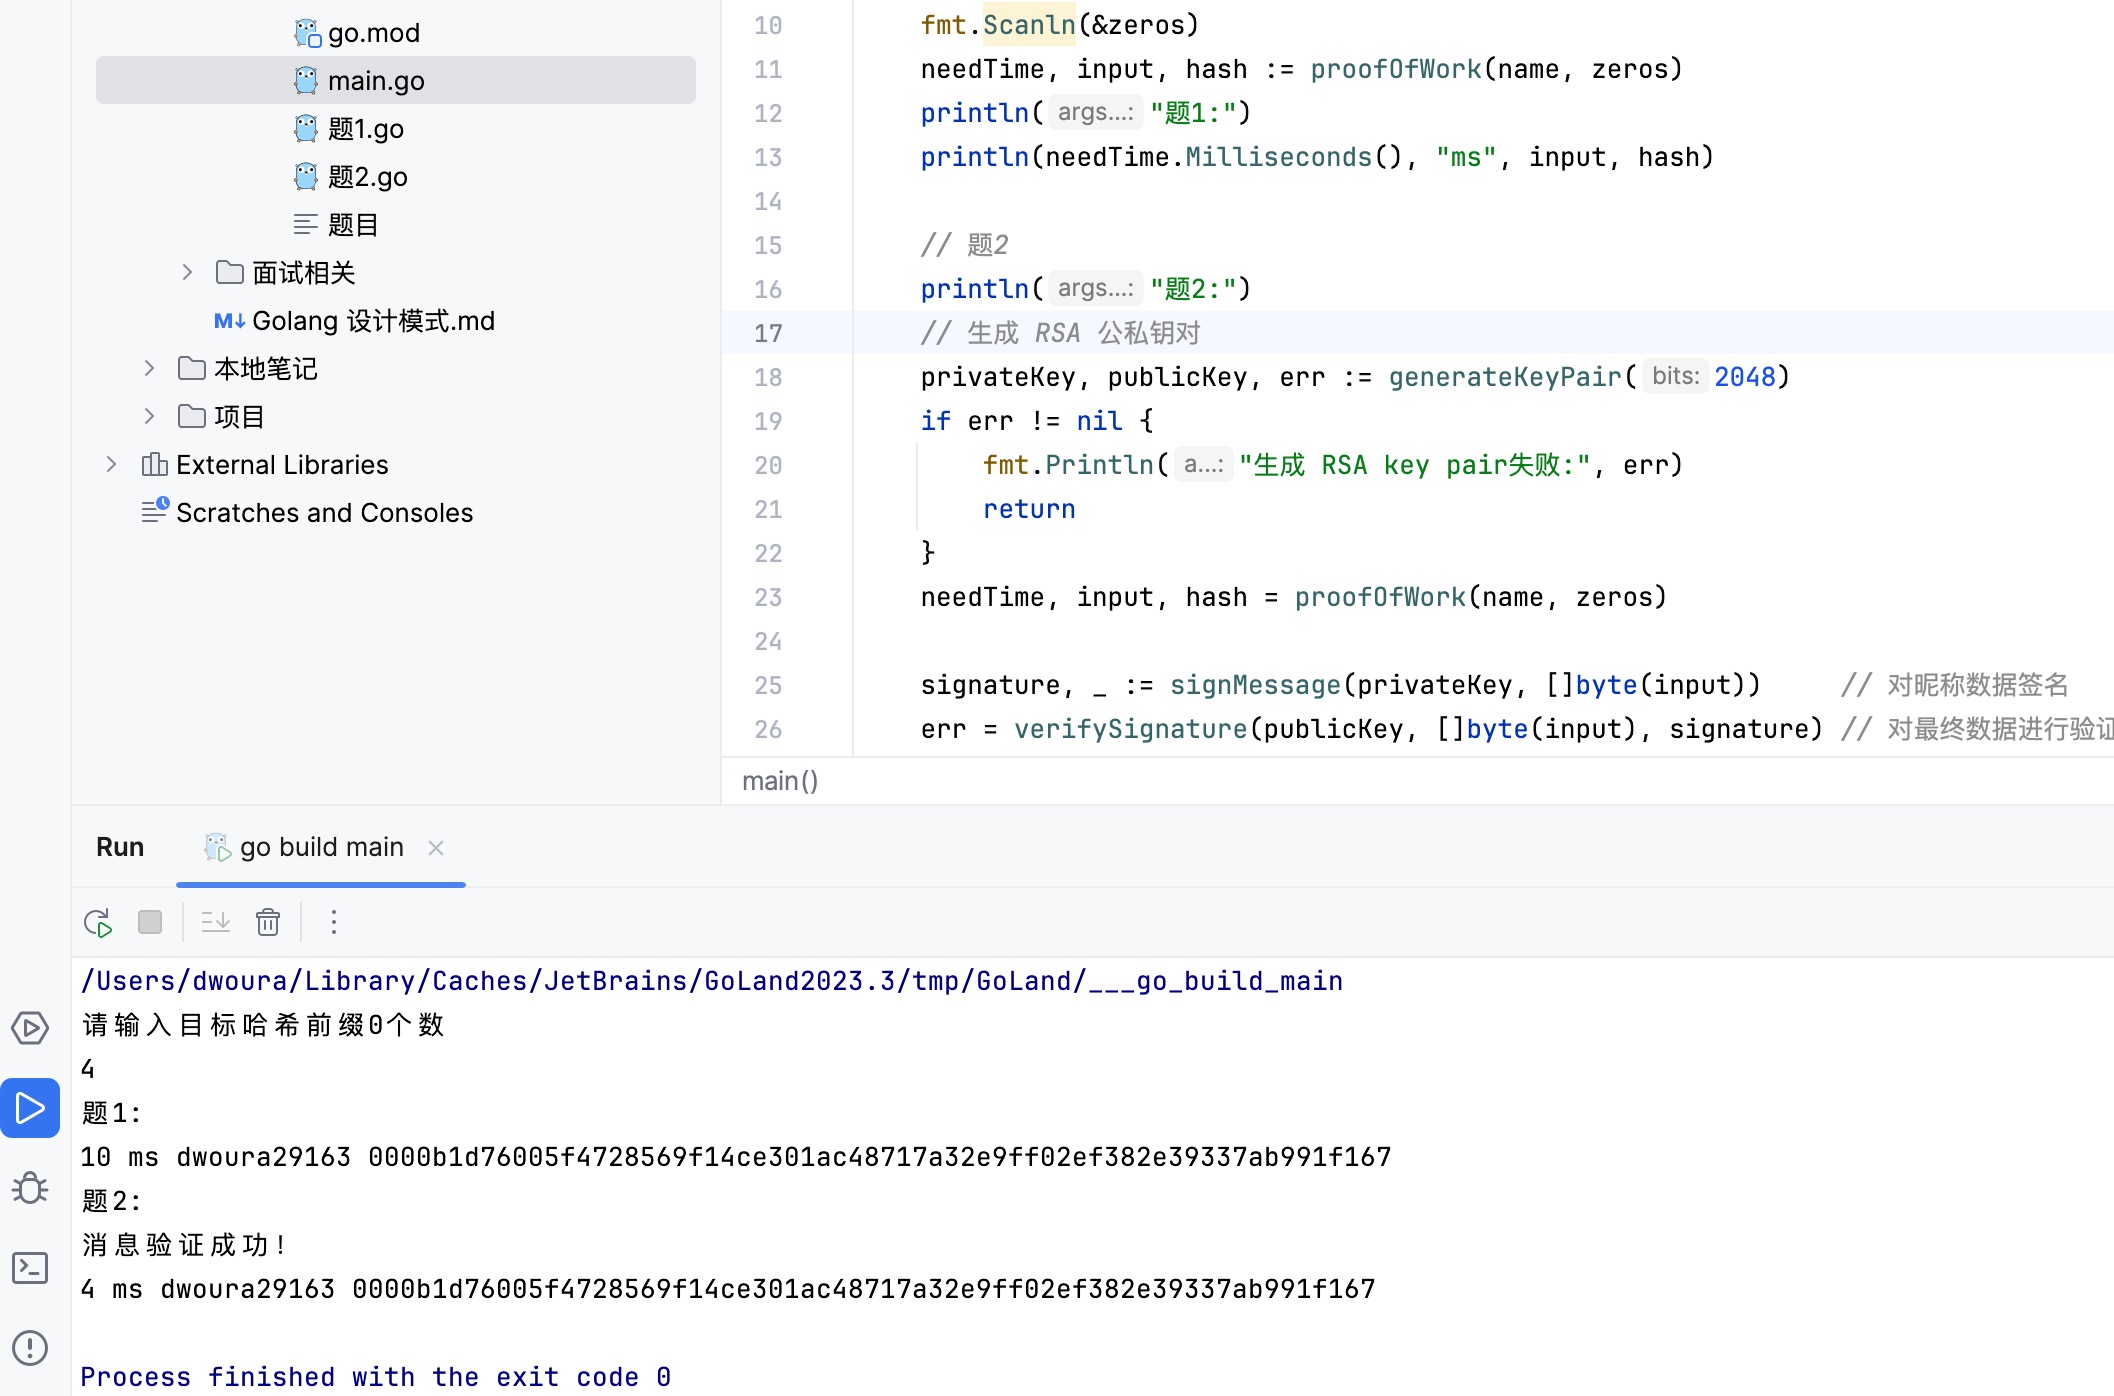 go.mod
main.go
题1.go
题2.go
题目
面试相关
M↓ Golang 设计模式.md
本地笔记
项目
External Libraries
Scratches and Consoles
10 fmt.Scanln(&zeros)
11 needTime, input, hash := proofOfWork(name, zeros)
12 println( args...: "题1:")
13 println(needTime.Milliseconds(), "ms", input, hash)
14
15 // 题2
16 println( args...: "题2:")
17 // 生成 RSA 公私钥对
18 privateKey, publicKey, err := generateKeyPair( bits: 2048)
19 if err != nil {
20 fmt.Println( a...: "生成 RSA key pair失败:", err)
21 return
22 }
23 needTime, input, hash = proofOfWork(name, zeros)
24
25 signature, _ := signMessage(privateKey, []byte(input)) // 对昵称数据签名
26 err = verifySignature(publicKey, []byte(input), signature) // 对最终数据进行验证
main()
Run go build main
/Users/dwoura/Library/Caches/JetBrains/GoLand2023.3/tmp/GoLand/___go_build_main
请输入目标哈希前缀0个数
4
题1:
10 ms dwoura29163 0000b1d76005f4728569f14ce301ac48717a32e9ff02ef382e39337ab991f167
题2:
消息验证成功!
4 ms dwoura29163 0000b1d76005f4728569f14ce301ac48717a32e9ff02ef382e39337ab991f167
Process finished with the exit code 0